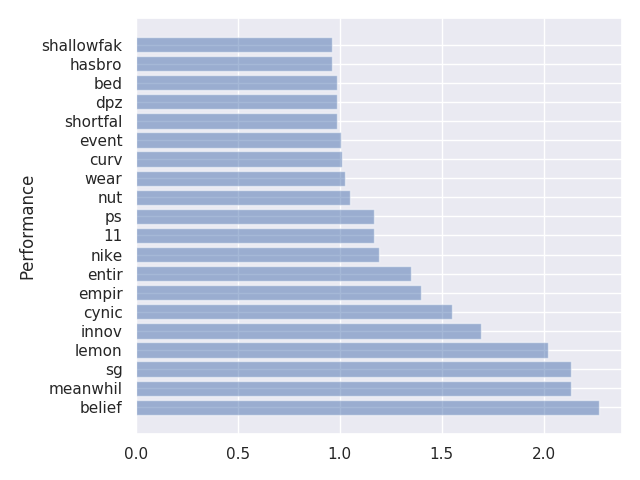 shallowfak
hasbro
bed
dpz
shortfal
event
curv
wear
nut
ps
11
nike
entir
empir
cynic
innov
lemon
sg
meanwhil
belief
Performance
0.0 0.5 1.0 1.5 2.0